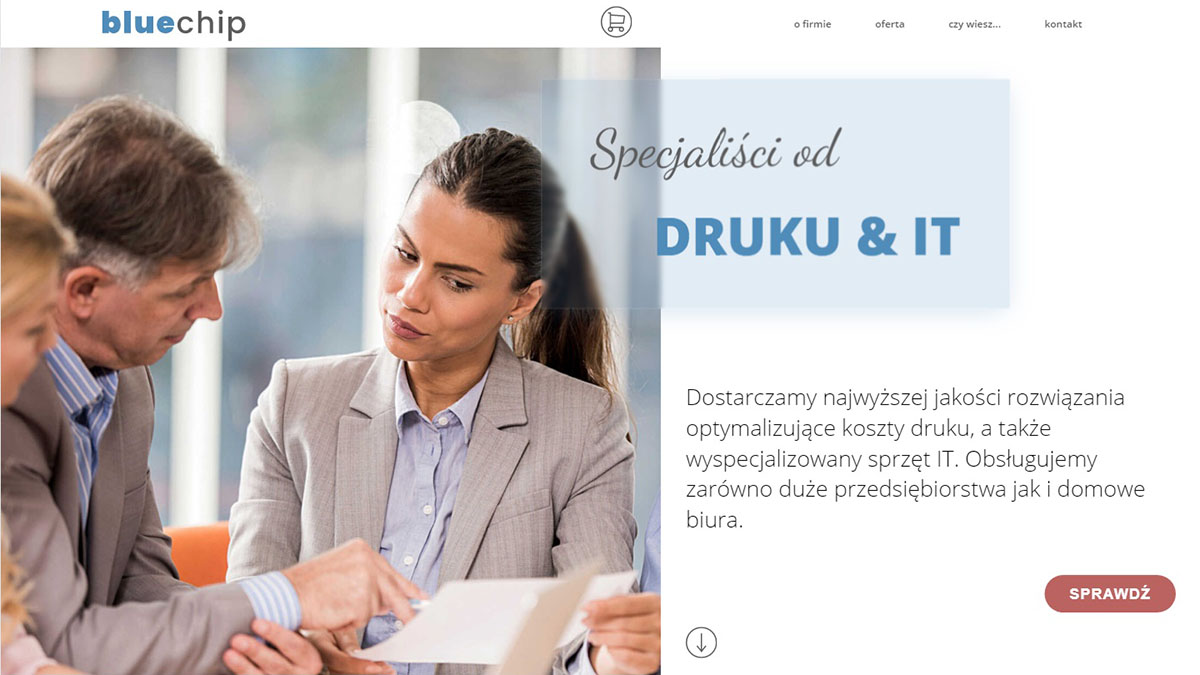 bluechip
o firmie
oferta
czy wiesz...
kontakt
Specjaliści od
DRUKU & IT
Dostarczamy najwyższej jakości rozwiązania
optymalizujące koszty druku, a także
wyspecjalizowany sprzęt IT. Obsługujemy
zarówno duże przedsiębiorstwa jak i domowe
biura.
SPRAWDŹ